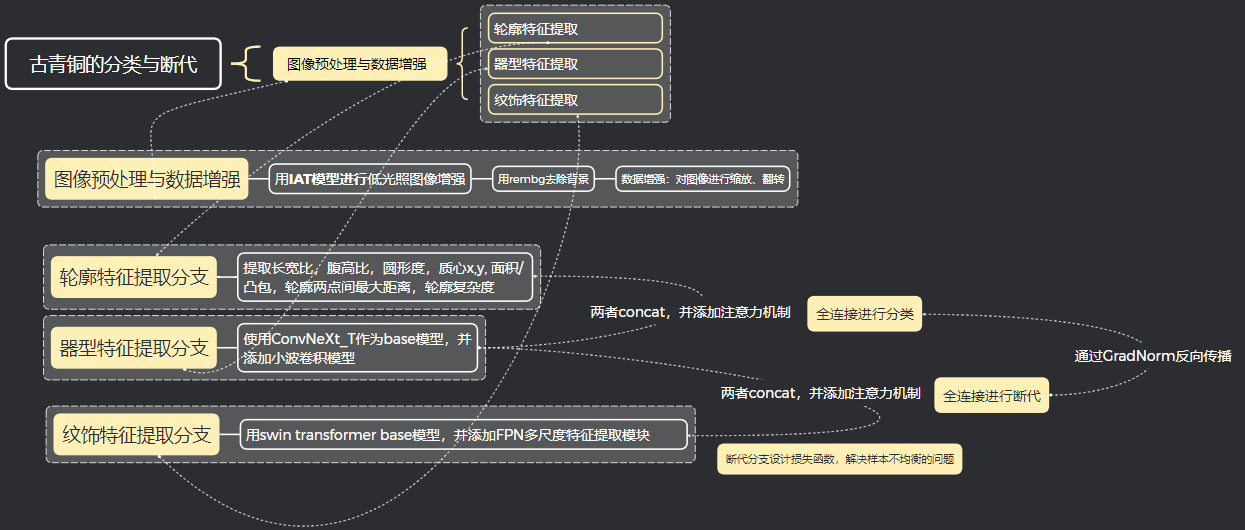 古青铜的分类与断代
图像预处理与数据增强
轮廓特征提取
器型特征提取
纹饰特征提取
图像预处理与数据增强
用IAT模型进行低光照图像增强
用rembg去除背景
数据增强：对图像进行缩放、翻转
轮廓特征提取分支
提取长宽比，腹高比，圆形度，质心x,y, 面积/
凸包，轮廓两点间最大距离，轮廓复杂度
器型特征提取分支
使用ConvNeXt_T作为base模型，并
添加小波卷积模型
两者concat，并添加注意力机制
全连接进行分类
通过GradNorm反向传播
两者concat，并添加注意力机制
全连接进行断代
纹饰特征提取分支
用swin transformer base模型，并添加FPN多尺度特征提取模块
断代分支设计损失函数，解决样本不均衡的问题